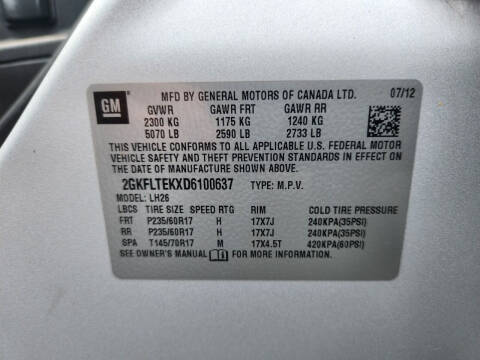 GM
MFD BY GENERAL MOTORS OF CANADA LTD. 07/12
GVWR GAWR FRT GAWR RR
2300 KG 1175 KG 1240 KG
5070 LB 2590 LB 2733 LB
THIS VEHICLE CONFORMS TO ALL APPLICABLE U.S. FEDERAL MOTOR
VEHICLE SAFETY AND THEFT PREVENTION STANDARDS IN EFFECT ON
THE DATE OF MANUFACTURE SHOWN ABOVE.
2GKFLTEKXD6100637 TYPE: M.P.V.
MODEL: LH26
LBCS TIRE SIZE SPEED RTG RIM COLD TIRE PRESSURE
FRT P235/60R17 H 17X7J 240KPA(35PSI)
RR P235/60R17 H 17X7J 240KPA(35PSI)
SPA T145/70R17 M 17X4.5T 420KPA(60PSI)
SEE OWNER'S MANUAL FOR MORE INFORMATION.